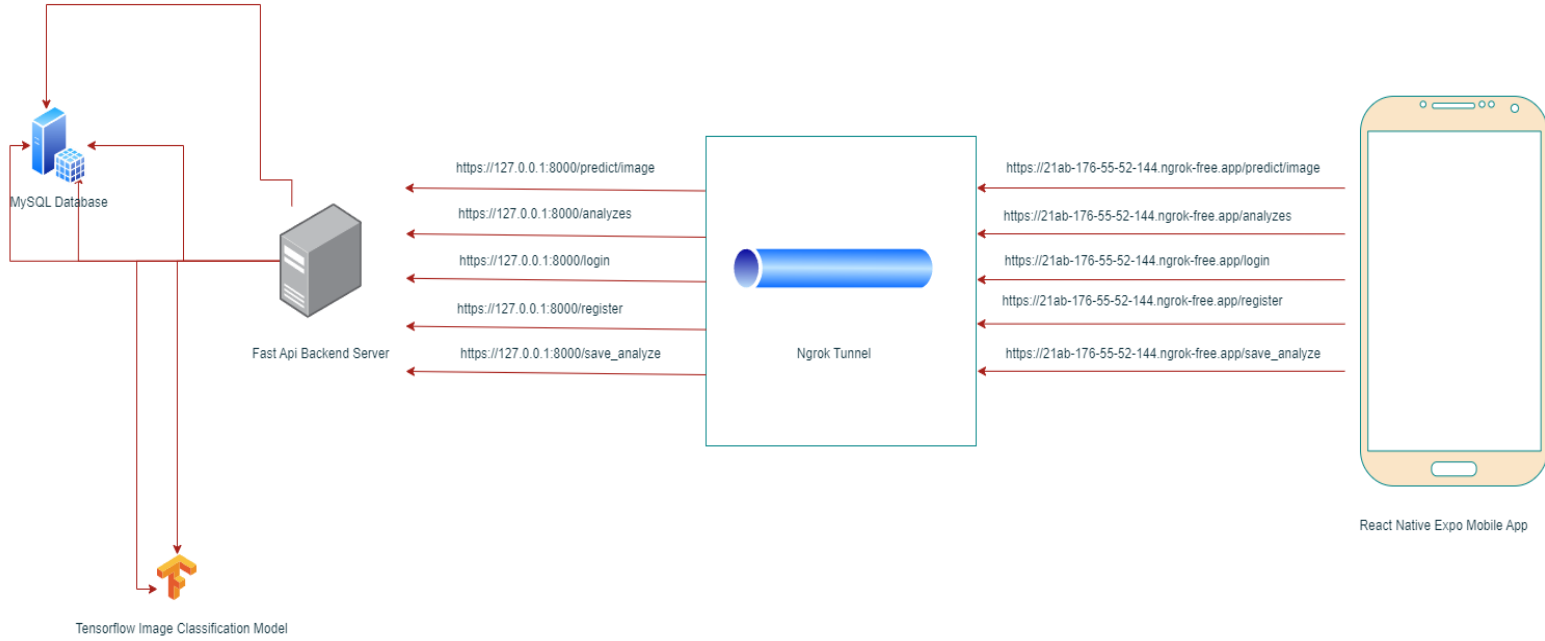 MySQL Database
https://127.0.0.1:8000/predict/image
https://127.0.0.1:8000/analyzes
https://127.0.0.1:8000/login
https://127.0.0.1:8000/register
https://127.0.0.1:8000/save_analyze
Fast Api Backend Server
Ngrok Tunnel
https://21ab-176-55-52-144.ngrok-free.app/predict/image
https://21ab-176-55-52-144.ngrok-free.app/analyzes
https://21ab-176-55-52-144.ngrok-free.app/login
https://21ab-176-55-52-144.ngrok-free.app/register
https://21ab-176-55-52-144.ngrok-free.app/save_analyze
React Native Expo Mobile App
Tensorflow Image Classification Model